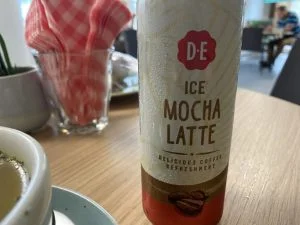 D·E
ICE
MOCHA
LATTE
DELICIOUS COFFEE
REFRESHMENT